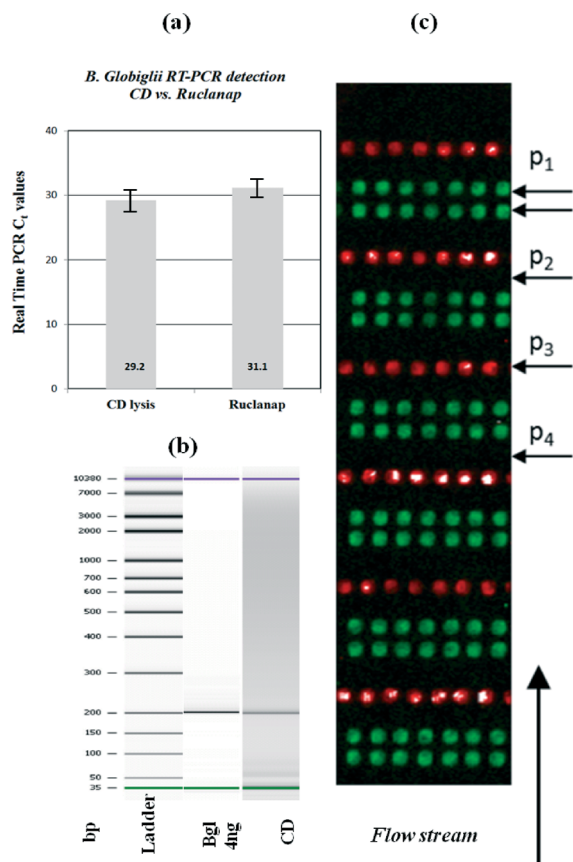 (a)
B. Globiglii RT-PCR detection
CD vs. Ruclanap
Real Time PCR Ct values
40
30
20
10
0
29.2
31.1
CD lysis
Ruclanap
(b)
10380
7000
3000
2000
1000
700
600
500
400
300
200
150
100
50
35
bp
Ladder
Bgl
4ng
CD
(c)
p1
p2
p3
p4
Flow stream